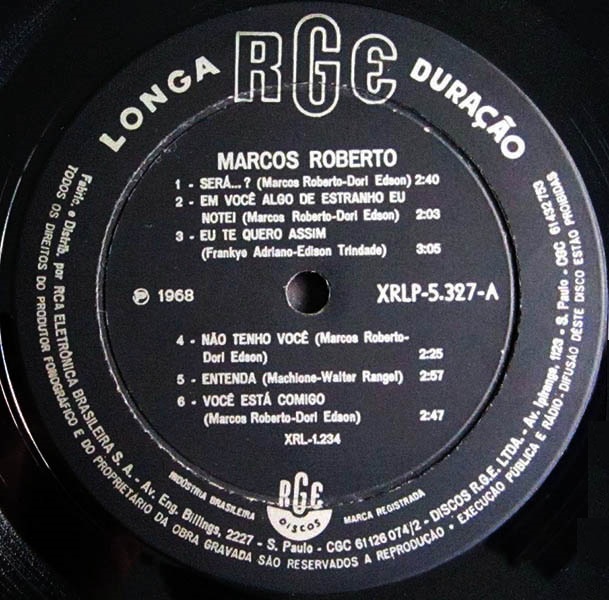 LONGA RGE DURAÇÃO
MARCOS ROBERTO
1 - SERÁ...? (Marcos Roberto-Dori Edson) 2:40
2 - EM VOCÊ ALGO DE ESTRANHO EU
NOTEI (Marcos Roberto-Dori Edson) 2:03
3 - EU TE QUERO ASSIM
(Frankye Adriano-Edison Trindade) 3:05
Ⓟ 1968 XRLP-5.327-A
4 - NÃO TENHO VOCÊ (Marcos Roberto-
Dori Edson) 2:25
5 - ENTENDA (Machione-Walter Rangel) 2:57
6 - VOCÊ ESTÁ COMIGO
(Marcos Roberto-Dori Edson) 2:47
XRL-1.234
INDÚSTRIA BRASILEIRA RGE DISCOS MARCA REGISTRADA
Fabric. e Distrib. por RCA ELETRÔNICA BRASILEIRA S. A. - Av. Eng. Billings, 2227 - S. Paulo - CGC 61 126 074/2 - DISCOS R.G.E. LTDA. - Av. Ipiranga, 1123 - S. Paulo - CGC 61 432 753
TODOS OS DIREITOS DO PRODUTOR FONOGRÁFICO E DO PROPRIETÁRIO DA OBRA GRAVADA SÃO RESERVADOS A REPRODUÇÃO - EXECUÇÃO PÚBLICA E RÁDIO - DIFUSÃO DÊSTE DISCO ESTÃO PROIBIDAS